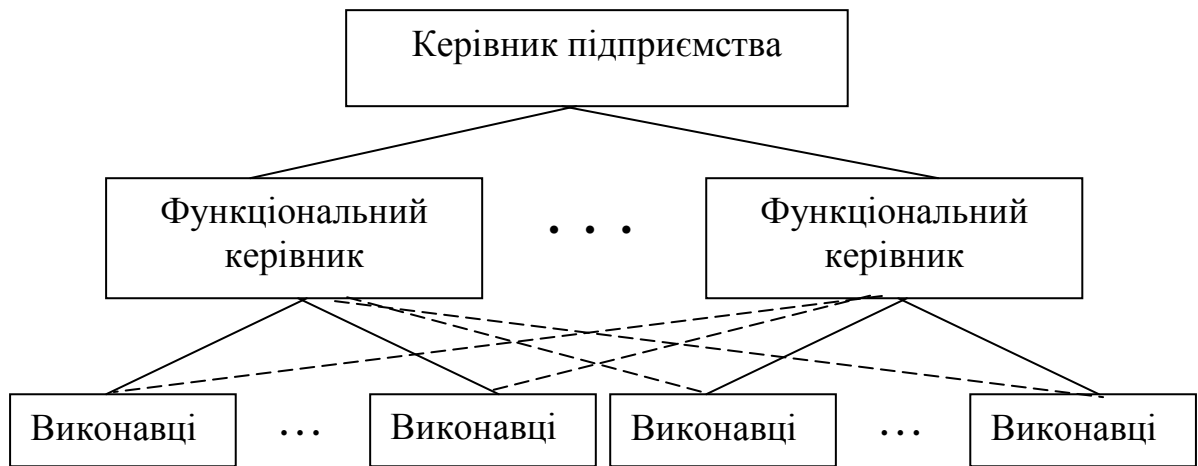 Керівник підприємства
Функціональний
керівник
. . .
Функціональний
керівник
Виконавці
…
Виконавці
Виконавці
…
Виконавці